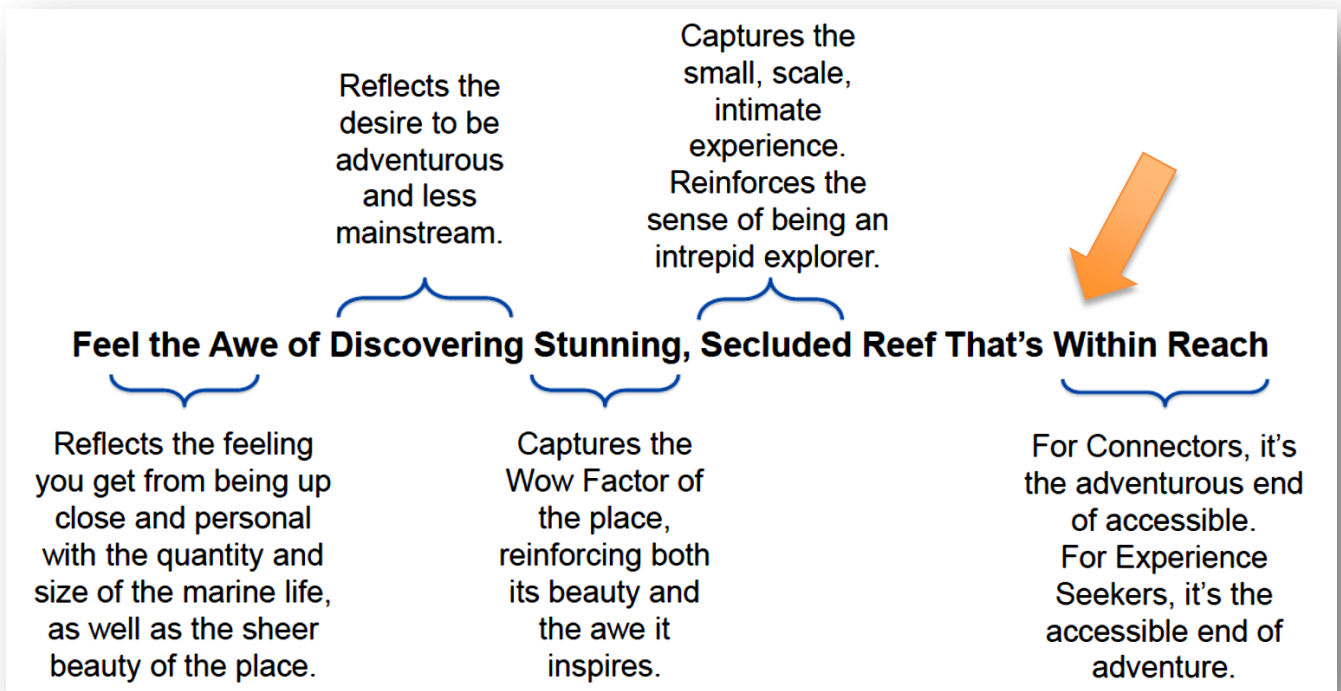 Reflects the
desire to be
adventurous
and less
mainstream.
Captures the
small, scale,
intimate
experience.
Reinforces the
sense of being an
intrepid explorer.
Feel the Awe of Discovering Stunning, Secluded Reef That's Within Reach
Reflects the feeling
you get from being up
close and personal
with the quantity and
size of the marine life,
as well as the sheer
beauty of the place.
Captures the
Wow Factor of
the place,
reinforcing both
its beauty and
the awe it
inspires.
For Connectors, it's
the adventurous end
of accessible.
For Experience
Seekers, it's the
accessible end of
adventure.